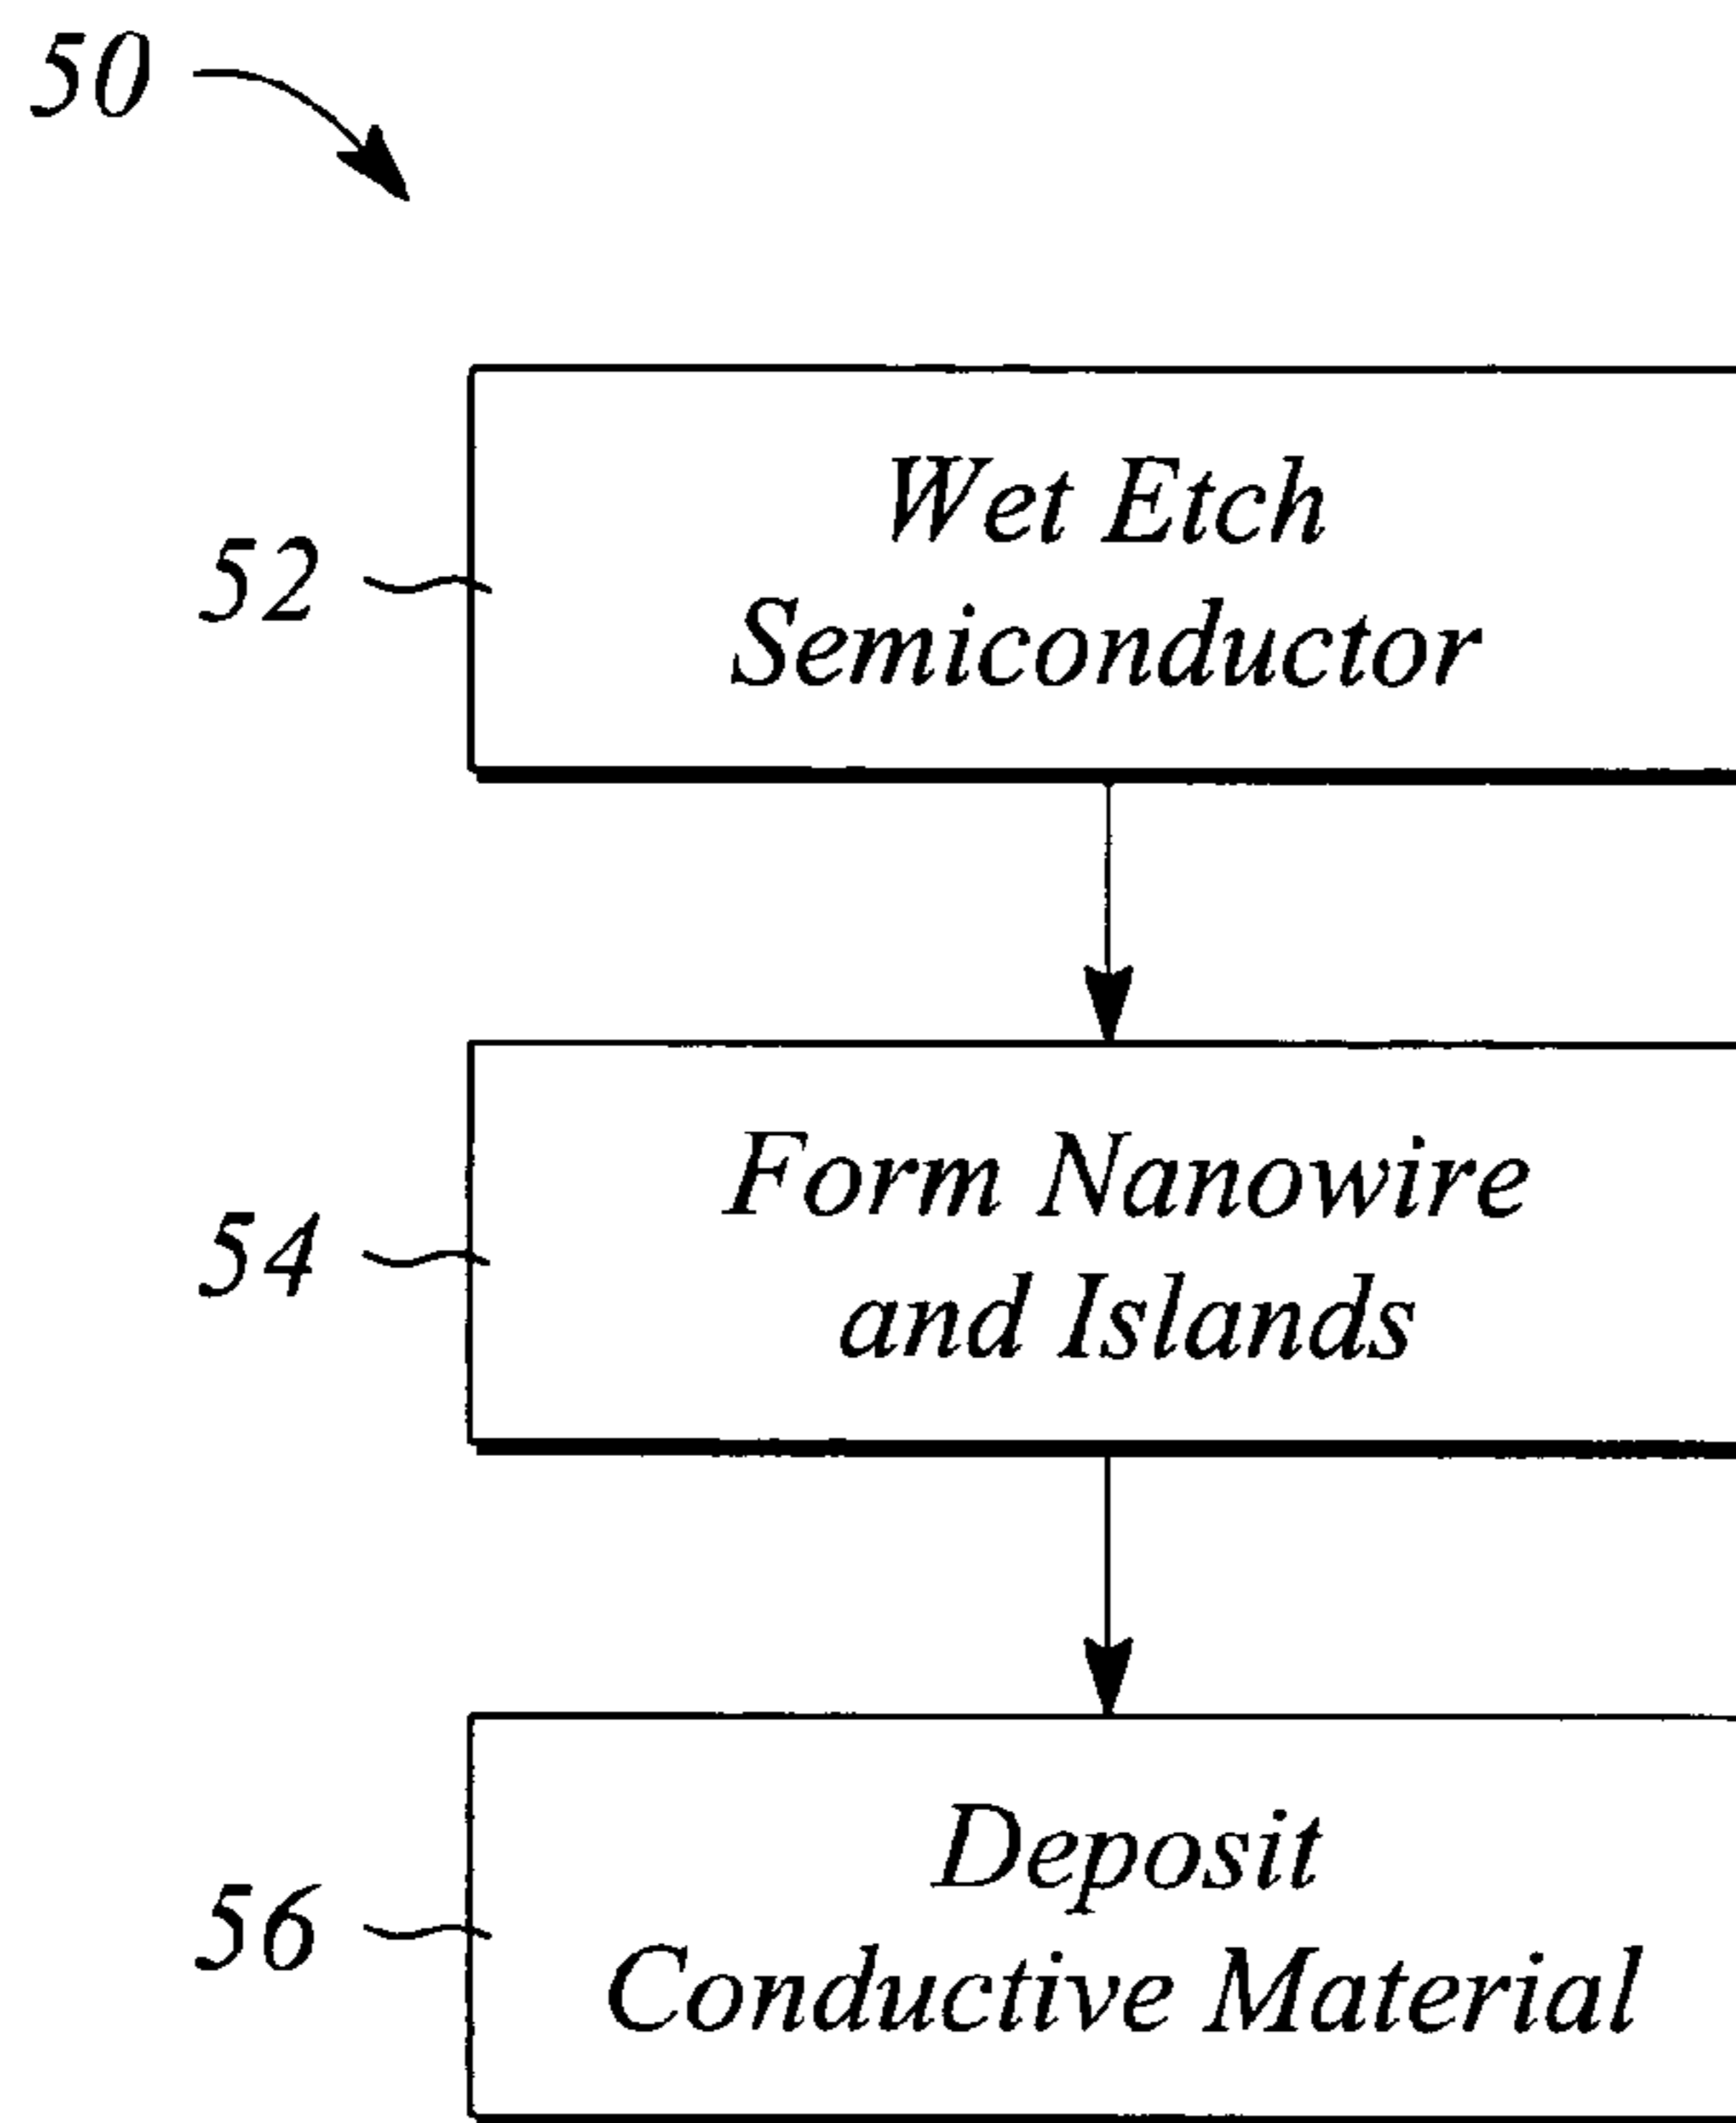 50
52
Wet Etch
Semiconductor
54
Form Nanowire
and Islands
56
Deposit
Conductive Material